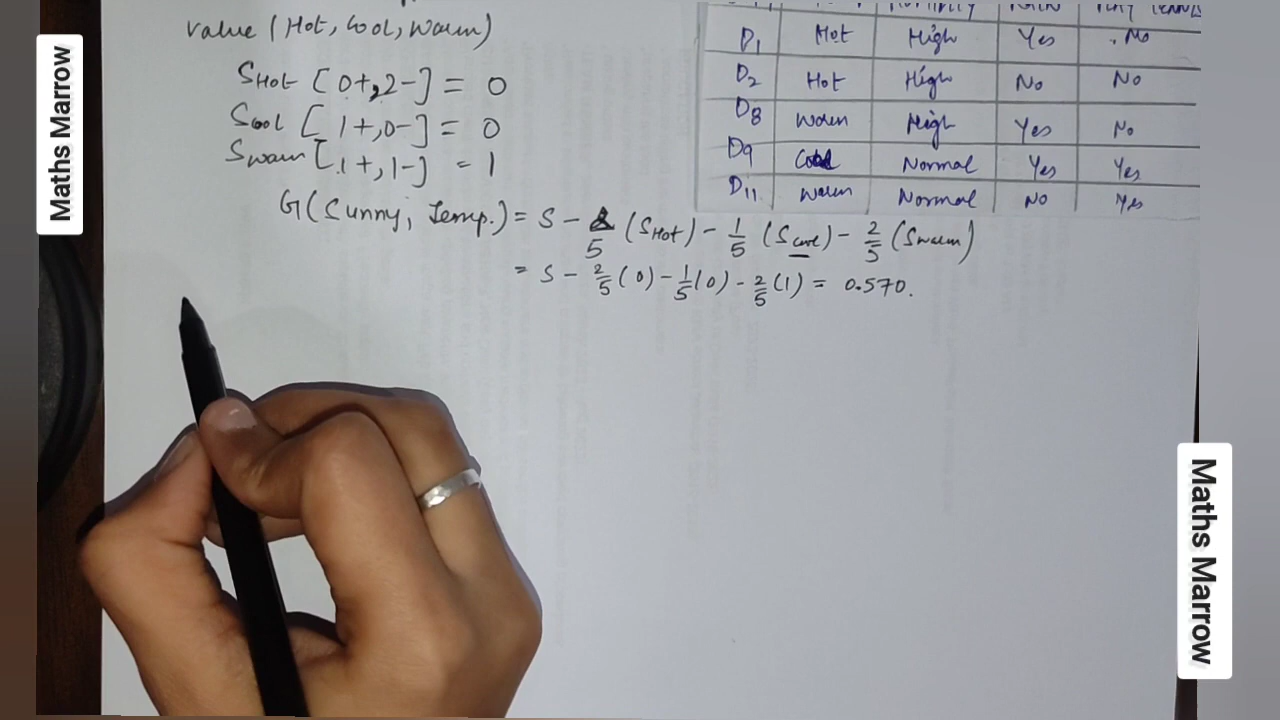 value (Hot, Cool, Warm)
SHot [0+, 2-] = 0
SCool [1+, 0-] = 0
Swarm [1+, 1-] = 1
G(Sunny, Temp.) = S - 2/5 (SHot) - 1/5 (Scool) - 2/5 (Swarm)
= S - 2/5 (0) - 1/5 (0) - 2/5 (1) = 0.570.
D1 Hot High Yes No
D2 Hot High No No
D8 Warm High Yes No
D9 Cool Normal Yes Yes
D11 Warm Normal No Yes
Maths Marrow
Maths Marrow